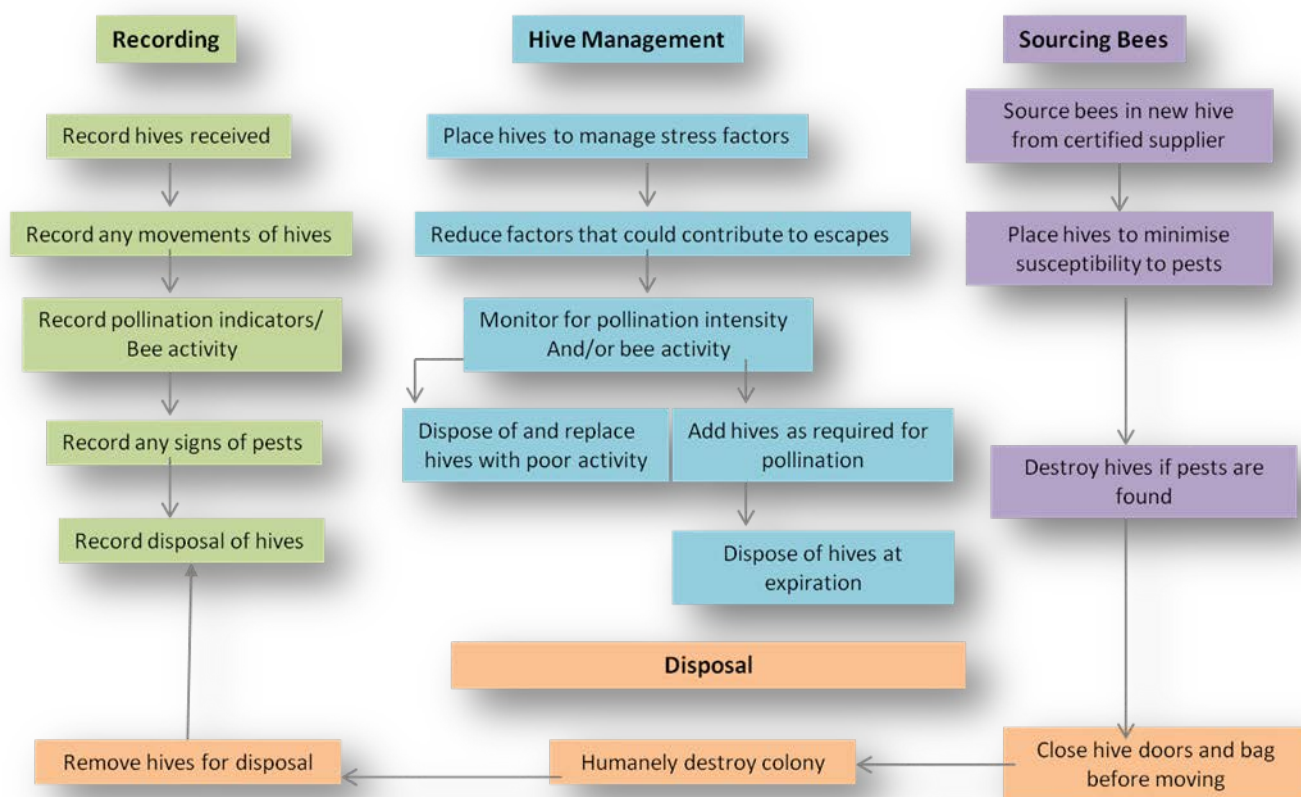 Recording
Hive Management
Sourcing Bees
Record hives received
Place hives to manage stress factors
Source bees in new hive
from certified supplier
Record any movements of hives
Reduce factors that could contribute to escapes
Place hives to minimise
susceptibility to pests
Record pollination indicators/
Bee activity
Monitor for pollination intensity
And/or bee activity
Record any signs of pests
Dispose of and replace
hives with poor activity
Add hives as required for
pollination
Destroy hives if pests are
found
Record disposal of hives
Dispose of hives at
expiration
Disposal
Remove hives for disposal
Humanely destroy colony
Close hive doors and bag
before moving